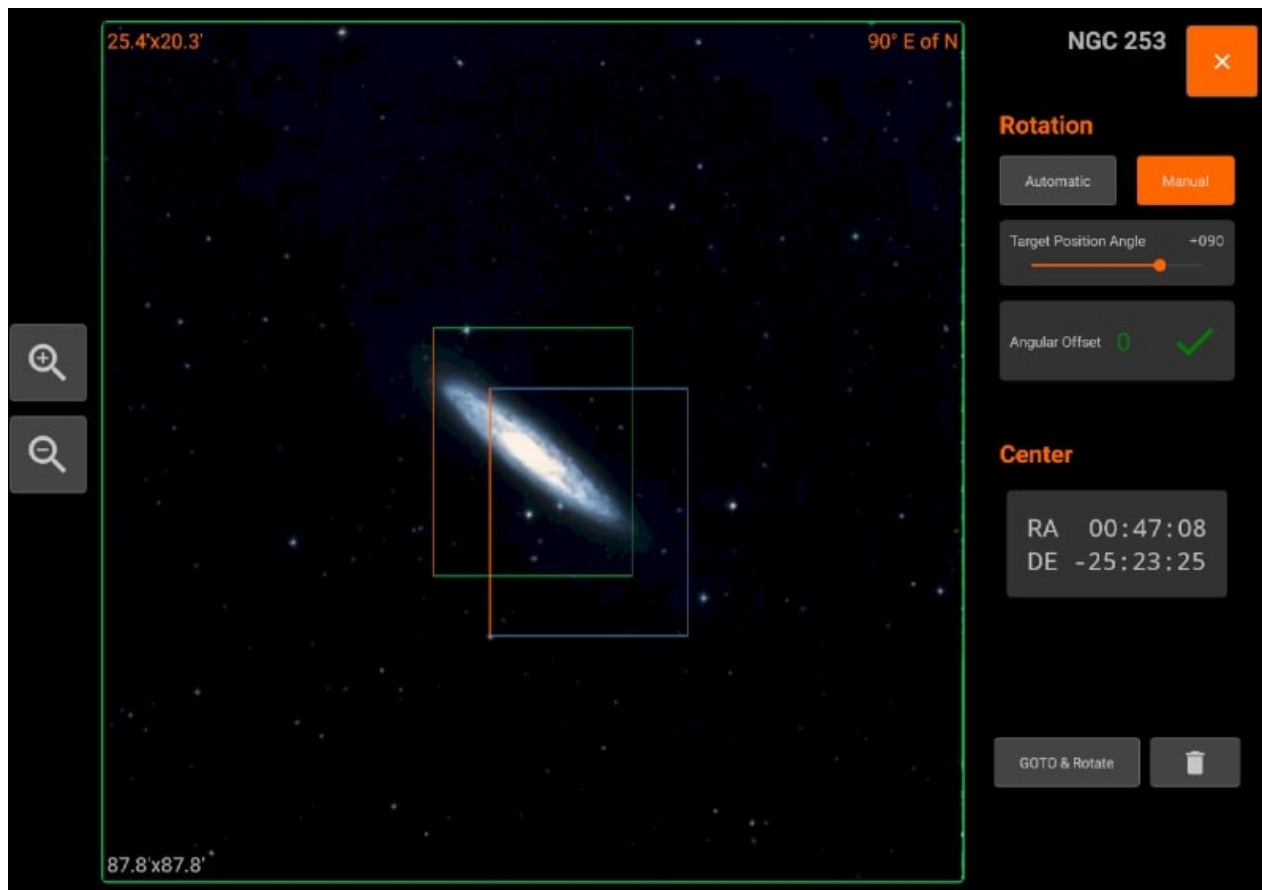 25.4'x20.3'
90° E of N
NGC 253
×
Rotation
Automatic
Manual
Target Position Angle +090
Angular Offset 0
Center
RA 00:47:08
DE -25:23:25
GOTO & Rotate
87.8'x87.8'